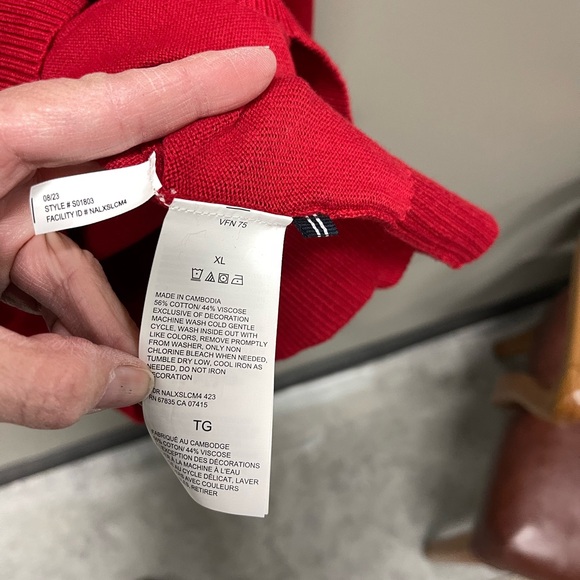 08/23
STYLE # S01803
FACILITY ID # NALXSLCM4
VFN 75
XL
MADE IN CAMBODIA
56% COTTON/ 44% VISCOSE
EXCLUSIVE OF DECORATION
MACHINE WASH COLD GENTLE
CYCLE, WASH INSIDE OUT WITH
LIKE COLORS, REMOVE PROMPTLY
FROM WASHER, ONLY NON
CHLORINE BLEACH WHEN NEEDED,
TUMBLE DRY LOW, COOL IRON AS
NEEDED, DO NOT IRON
DECORATION
NALXSLCM4 423
RN 67835 CA 07415
TG
FABRIQUÉ AU CAMBODGE
COTON/ 44% VISCOSE
EXCEPTION DES DÉCORATIONS
À LA MACHINE À L'EAU
AU CYCLE DÉLICAT, LAVER
AVEC COULEURS
RETIRER